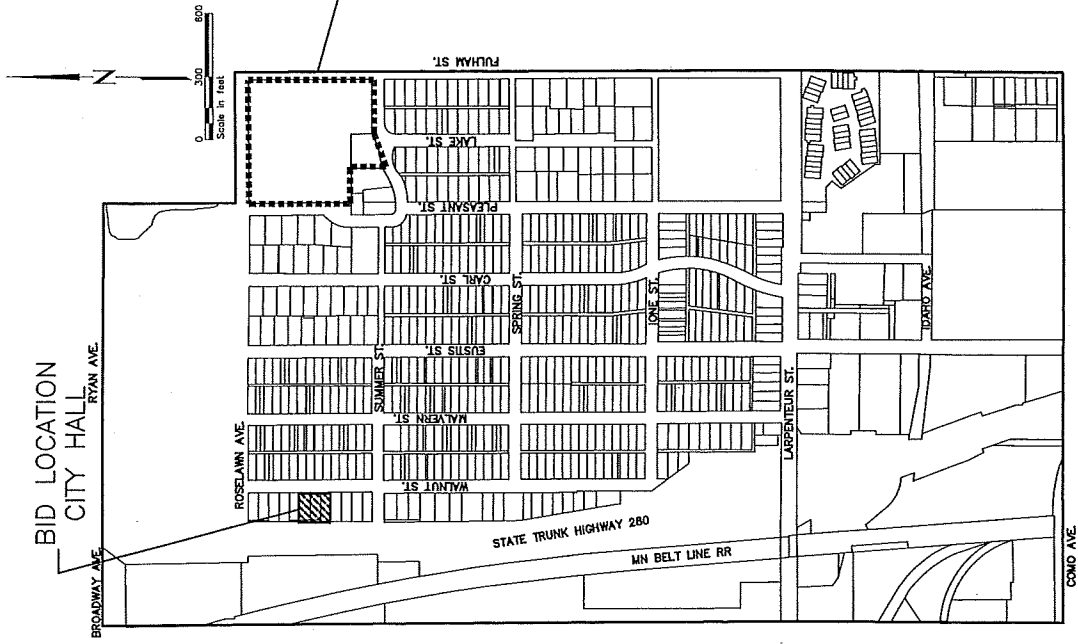 BID LOCATION
CITY HALL
N
0 300 600
Scale in feet
BROADWAY AVE.
RYAN AVE.
ROSELAWN AVE.
SUMMER ST.
SPRING ST.
IONE ST.
LARPENTEUR ST.
IDAHO AVE.
COMO AVE.
WALNUT ST.
MALVERN ST.
EUSTIS ST.
CARL ST.
PLEASANT ST.
LAKE ST.
FULHAM ST.
STATE TRUNK HIGHWAY 280
MN BELT LINE RR